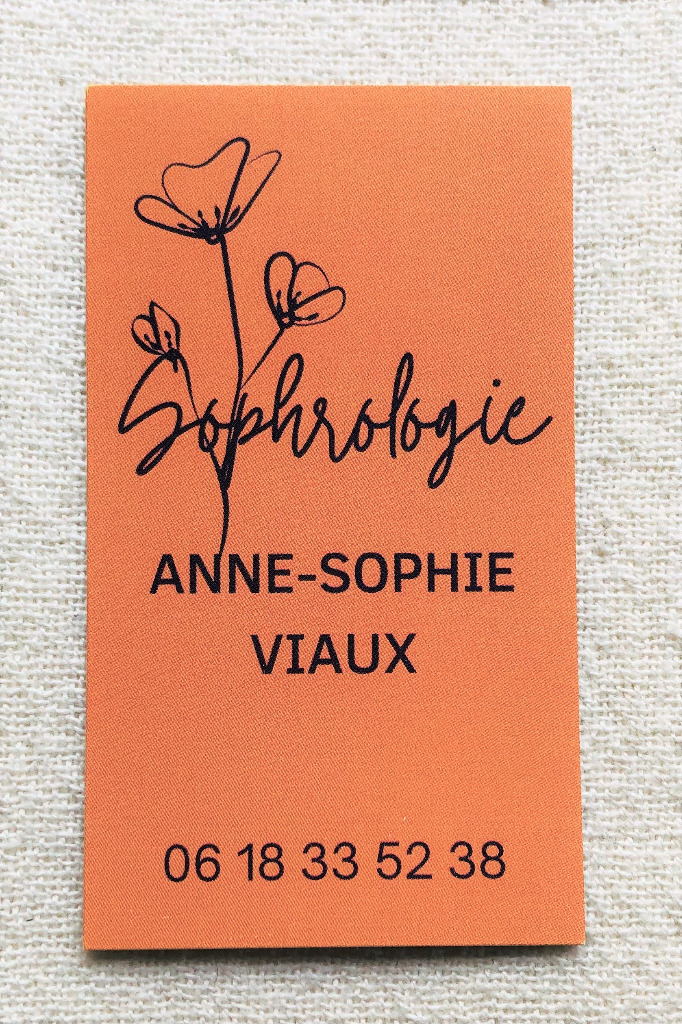 Sophrologie
ANNE-SOPHIE
VIAUX
06 18 33 52 38